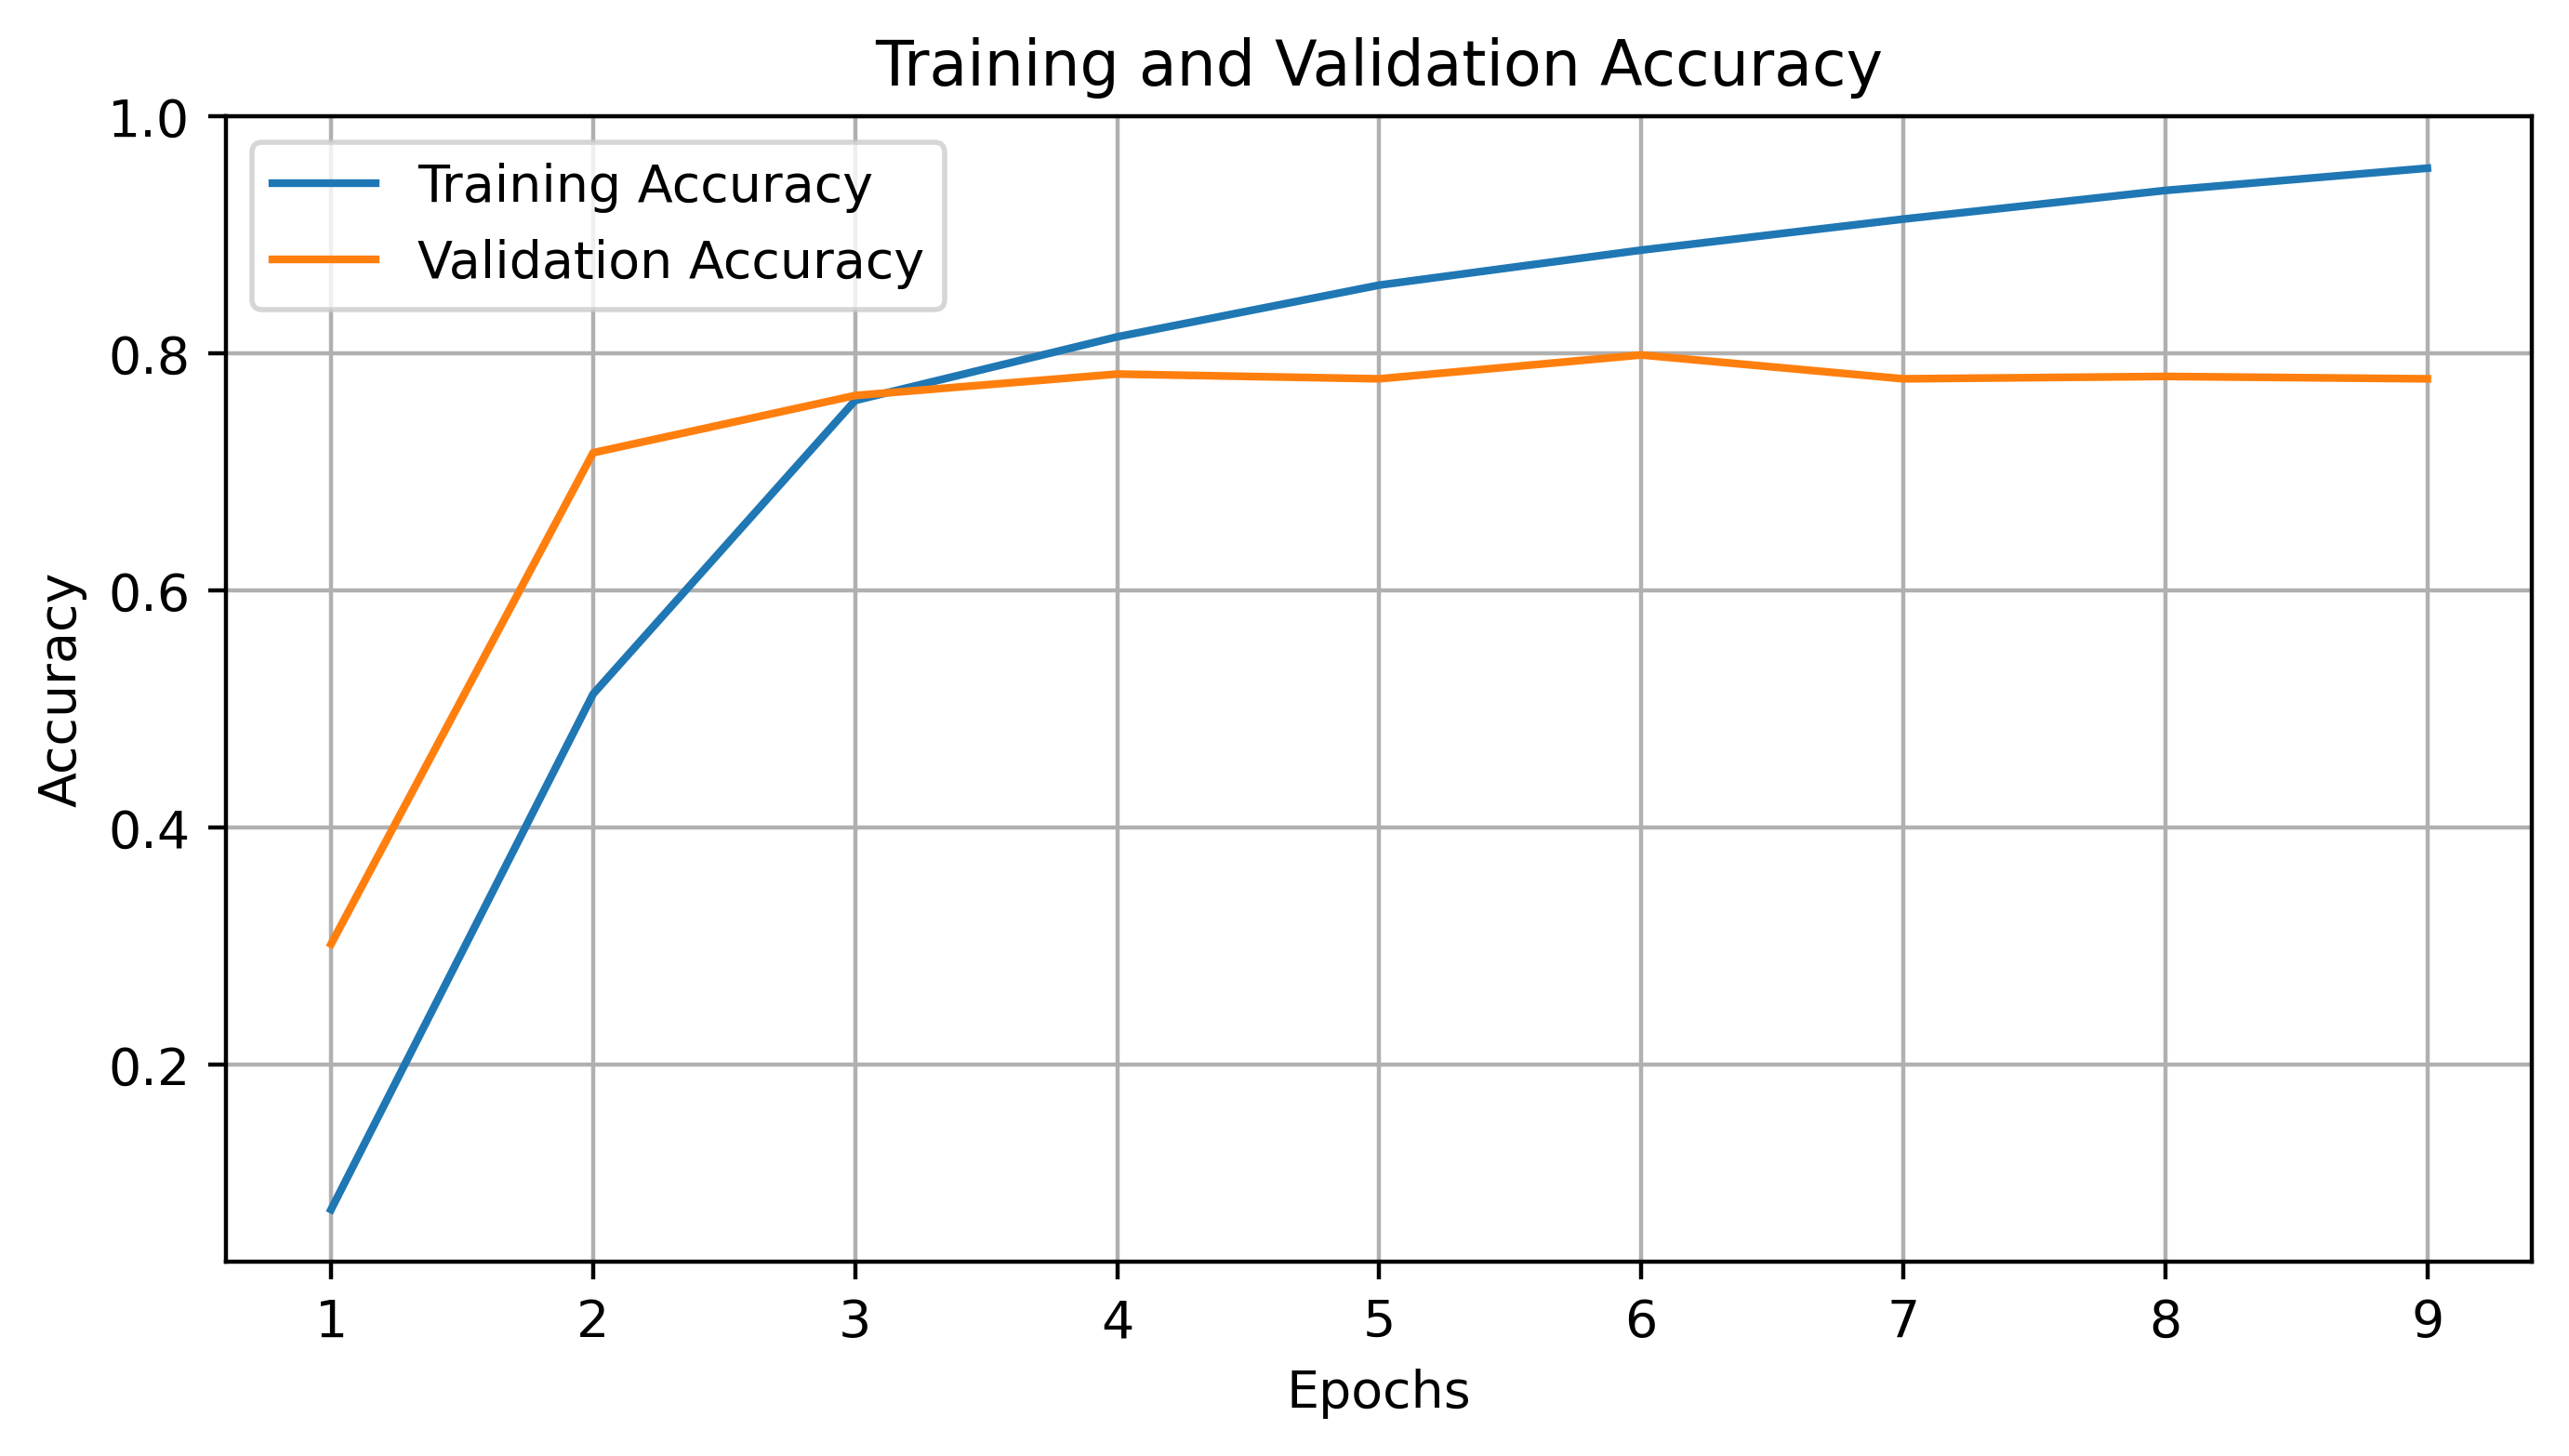 Training and Validation Accuracy
1.0
Training Accuracy
Validation Accuracy
0.8
0.6
Accuracy
0.4
0.2
1 2 3 4 5 6 7 8 9
Epochs